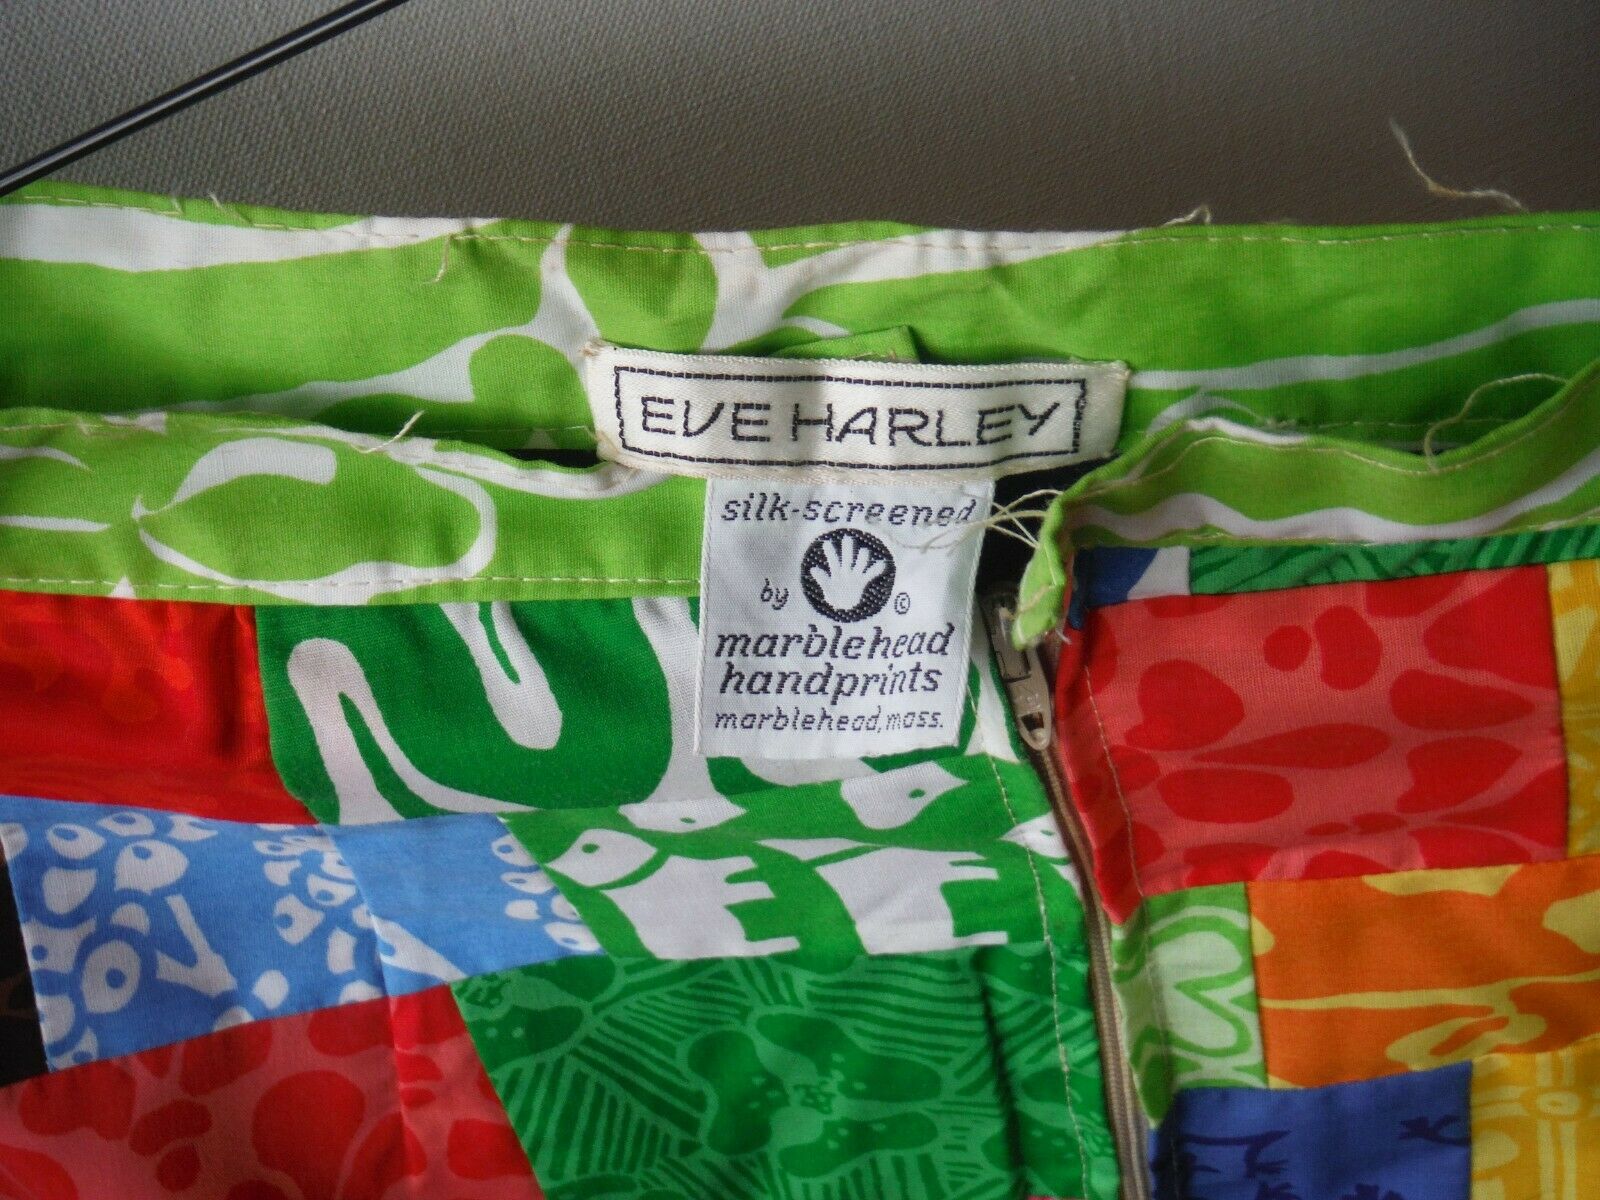 EVE HARLEY
silk-screened
by ©
marblehead
handprints
marblehead, mass.